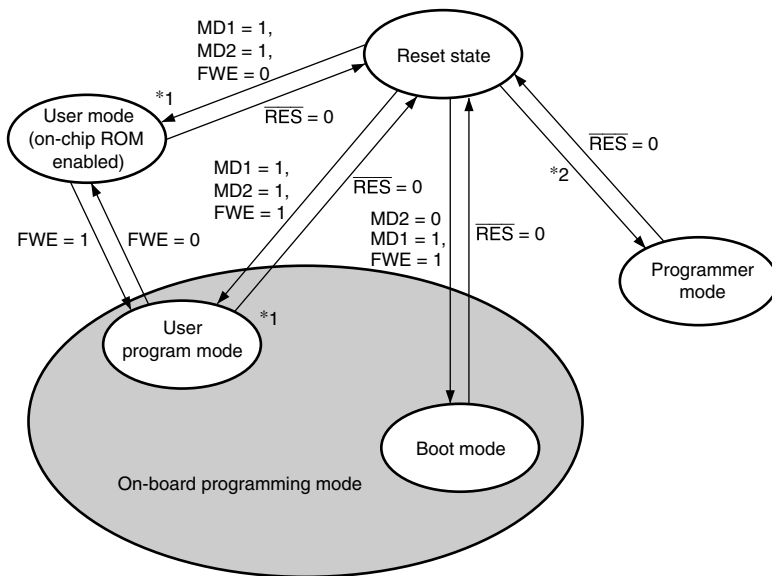 MD1 = 1,
MD2 = 1,
FWE = 0
Reset state
*1
RES = 0
User mode
(on-chip ROM
enabled)
RES = 0
*2
MD1 = 1,
MD2 = 1,
FWE = 1
RES = 0
MD2 = 0
MD1 = 1,
FWE = 1
RES = 0
FWE = 1
FWE = 0
Programmer
mode
User
program mode
*1
Boot mode
On-board programming mode